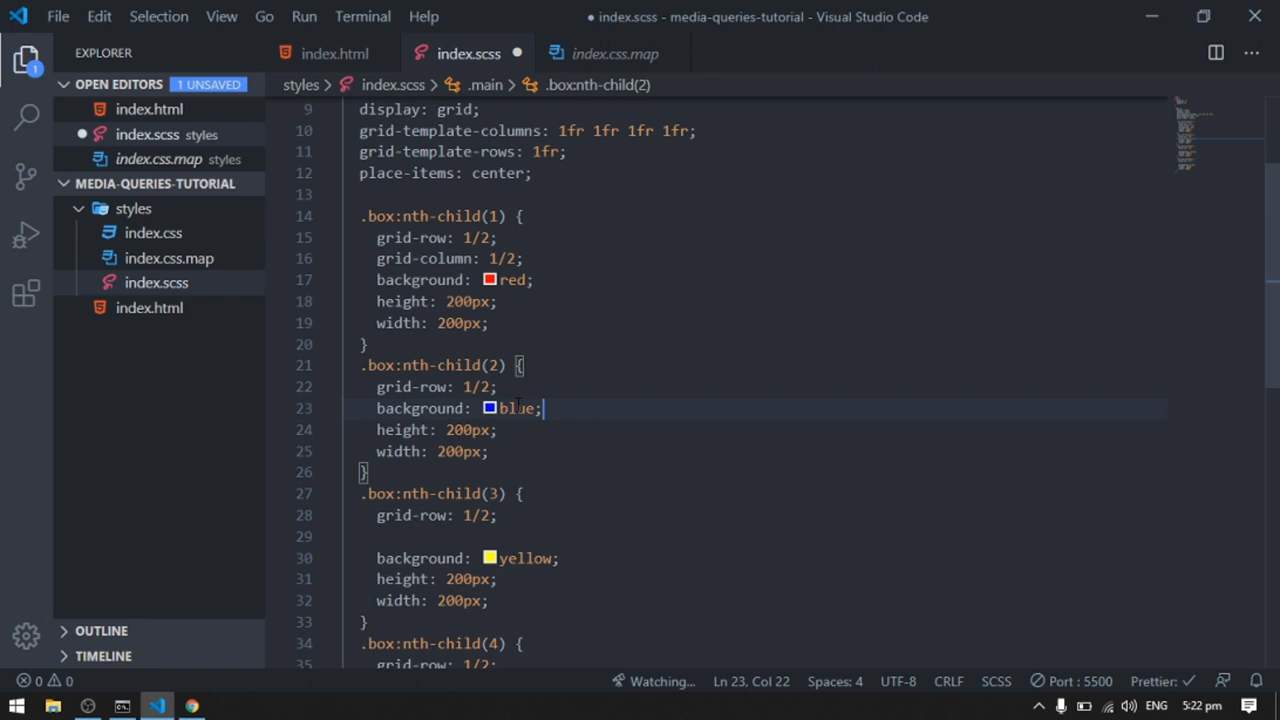 File Edit Selection View Go Run Terminal Help
● index.scss - media-queries-tutorial - Visual Studio Code
EXPLORER
index.html
index.scss
index.css.map
OPEN EDITORS 1 UNSAVED
index.html
index.scss styles
index.css.map styles
MEDIA-QUERIES-TUTORIAL
styles
index.css
index.css.map
index.scss
index.html
OUTLINE
TIMELINE
1
styles > index.scss > .main > .box:nth-child(2)
9 display: grid;
10 grid-template-columns: 1fr 1fr 1fr 1fr;
11 grid-template-rows: 1fr;
12 place-items: center;
13
14 .box:nth-child(1) {
15 grid-row: 1/2;
16 grid-column: 1/2;
17 background: red;
18 height: 200px;
19 width: 200px;
20 }
21 .box:nth-child(2) {
22 grid-row: 1/2;
23 background: blue;
24 height: 200px;
25 width: 200px;
26 }
27 .box:nth-child(3) {
28 grid-row: 1/2;
29
30 background: yellow;
31 height: 200px;
32 width: 200px;
33 }
34 .box:nth-child(4) {
35 grid-row: 1/2;
0 0 Watching... Ln 23, Col 22 Spaces: 4 UTF-8 CRLF SCSS Port : 5500 Prettier: ✓
ENG 5:22 pm